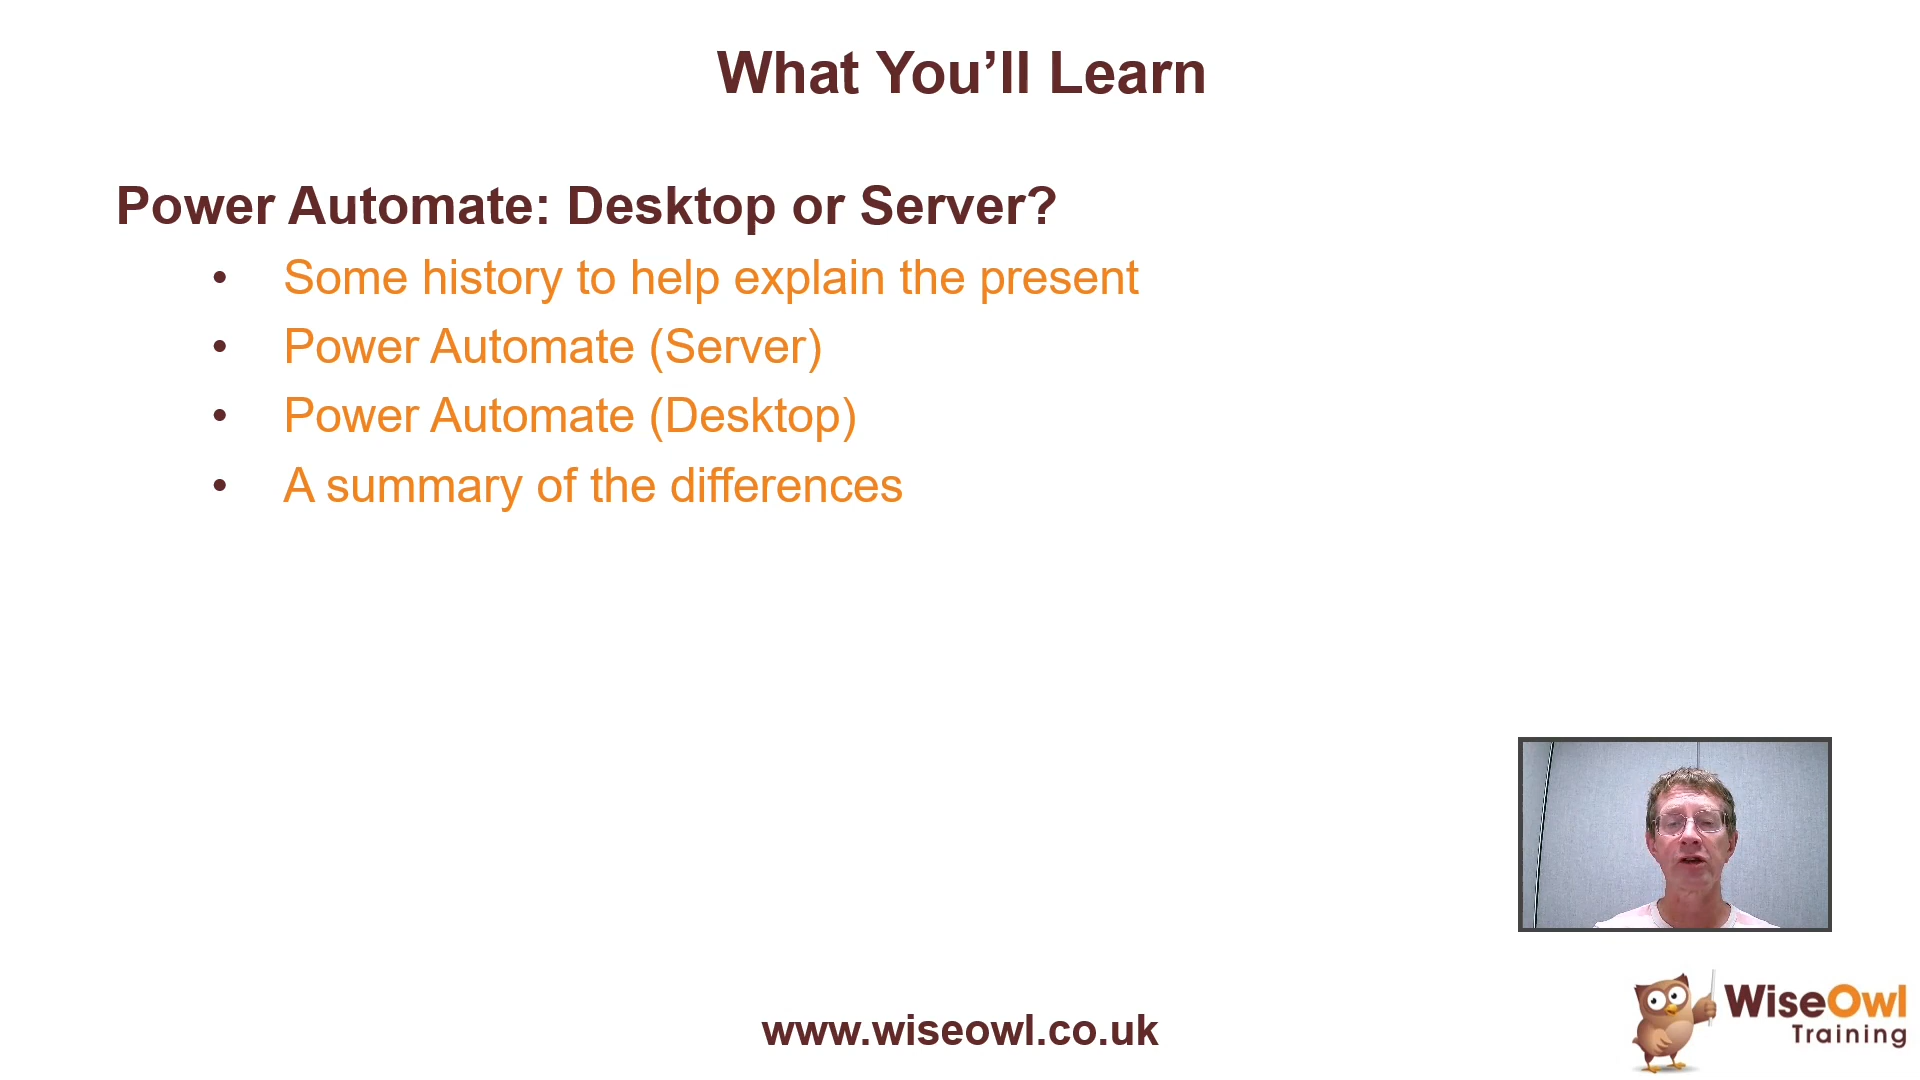 What You’ll Learn
Power Automate: Desktop or Server?
• Some history to help explain the present
• Power Automate (Server)
• Power Automate (Desktop)
• A summary of the differences
www.wiseowl.co.uk
WiseOwl
Training